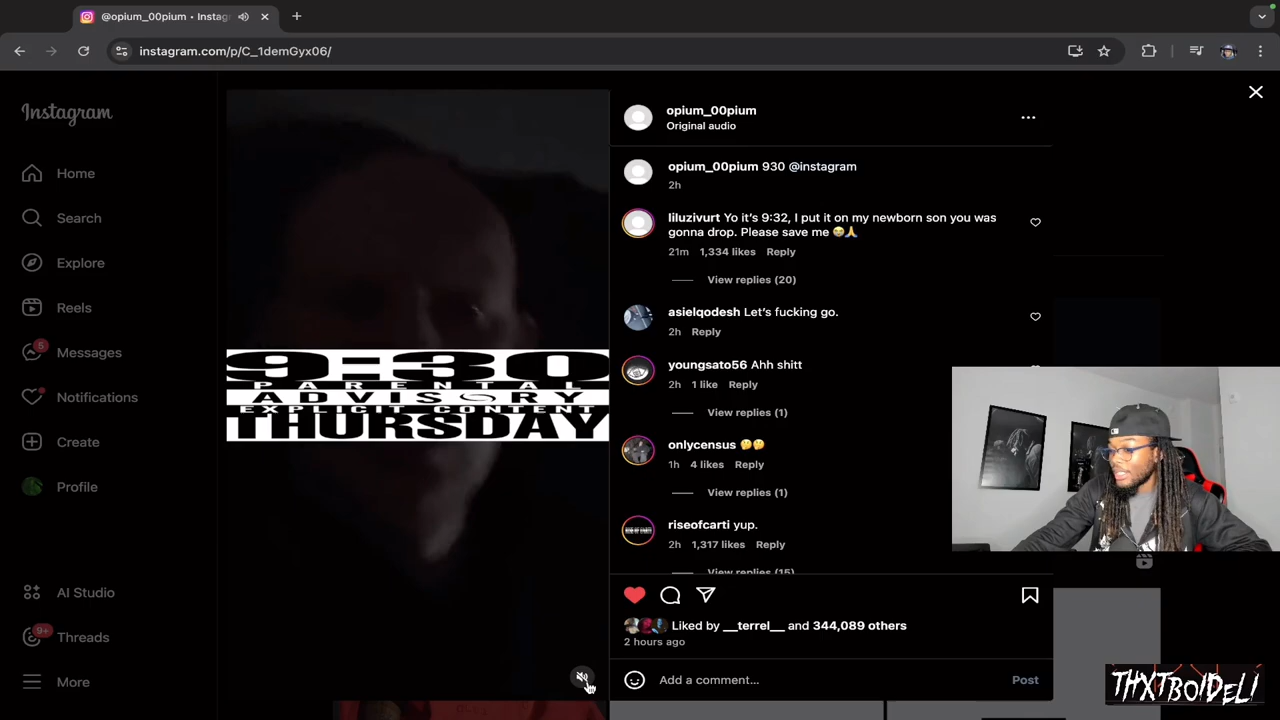 @opium_00pium • Instag
instagram.com/p/C_1demGyx06/
Instagram
Home
Search
Explore
Reels
5
Messages
Notifications
Create
Profile
AI Studio
9+
Threads
More
9:30
PARENTAL
ADVISORY
EXPLICIT CONTENT
THURSDAY
opium_00pium
Original audio
opium_00pium 930 @instagram
2h
liluzivurt Yo it's 9:32, I put it on my newborn son you was
gonna drop. Please save me 😢🙏
21m 1,334 likes Reply
View replies (20)
asielqodesh Let's fucking go.
2h Reply
youngsato56 Ahh shitt
2h 1 like Reply
View replies (1)
onlycensus 🤔🤔
1h 4 likes Reply
View replies (1)
riseofcarti yup.
2h 1,317 likes Reply
View replies (15)
Liked by __terrel__ and 344,089 others
2 hours ago
Add a comment...
Post
THXTBOIDELI